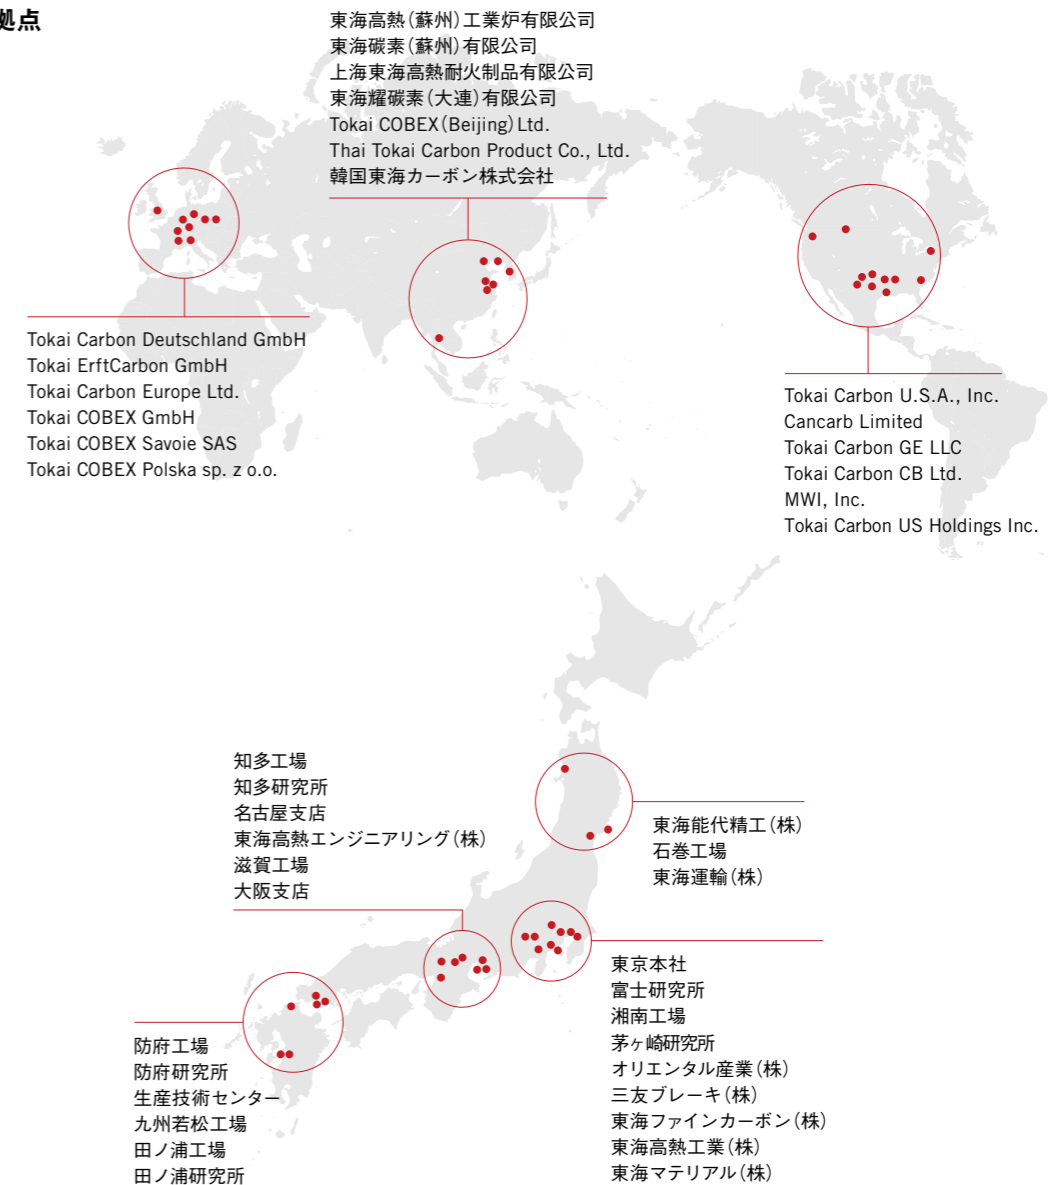 拠点
東海高熱（蘇州）工業炉有限公司
東海碳素（蘇州）有限公司
上海東海高熱耐火制品有限公司
東海耀碳素（大連）有限公司
Tokai COBEX（Beijing）Ltd.
Thai Tokai Carbon Product Co., Ltd.
韓国東海カーボン株式会社
Tokai Carbon Deutschland GmbH
Tokai ErftCarbon GmbH
Tokai Carbon Europe Ltd.
Tokai COBEX GmbH
Tokai COBEX Savoie SAS
Tokai COBEX Polska sp. z o.o.
Tokai Carbon U.S.A., Inc.
Cancarb Limited
Tokai Carbon GE LLC
Tokai Carbon CB Ltd.
MWI, Inc.
Tokai Carbon US Holdings Inc.
知多工場
知多研究所
名古屋支店
東海高熱エンジニアリング（株）
滋賀工場
大阪支店
東海能代精工（株）
石巻工場
東海運輸（株）
東京本社
富士研究所
湘南工場
茅ヶ崎研究所
オリエンタル産業（株）
三友ブレーキ（株）
東海ファインカーボン（株）
東海高熱工業（株）
東海マテリアル（株）
防府工場
防府研究所
生産技術センター
九州若松工場
田ノ浦工場
田ノ浦研究所